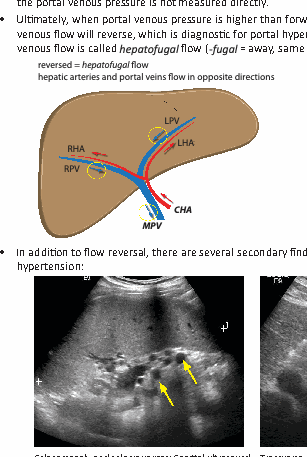 the portal venous pressure is not measured directly.
• Ultimately, when portal venous pressure is higher than forw
venous flow will reverse, which is diagnostic for portal hyper
venous flow is called hepatofugal flow (-fugal = away, same
reversed = hepatofugal flow
hepatic arteries and portal veins flow in opposite directions
LPV
RHA
LHA
RPV
CHA
MPV
• In addition to flow reversal, there are several secondary find
hypertension: